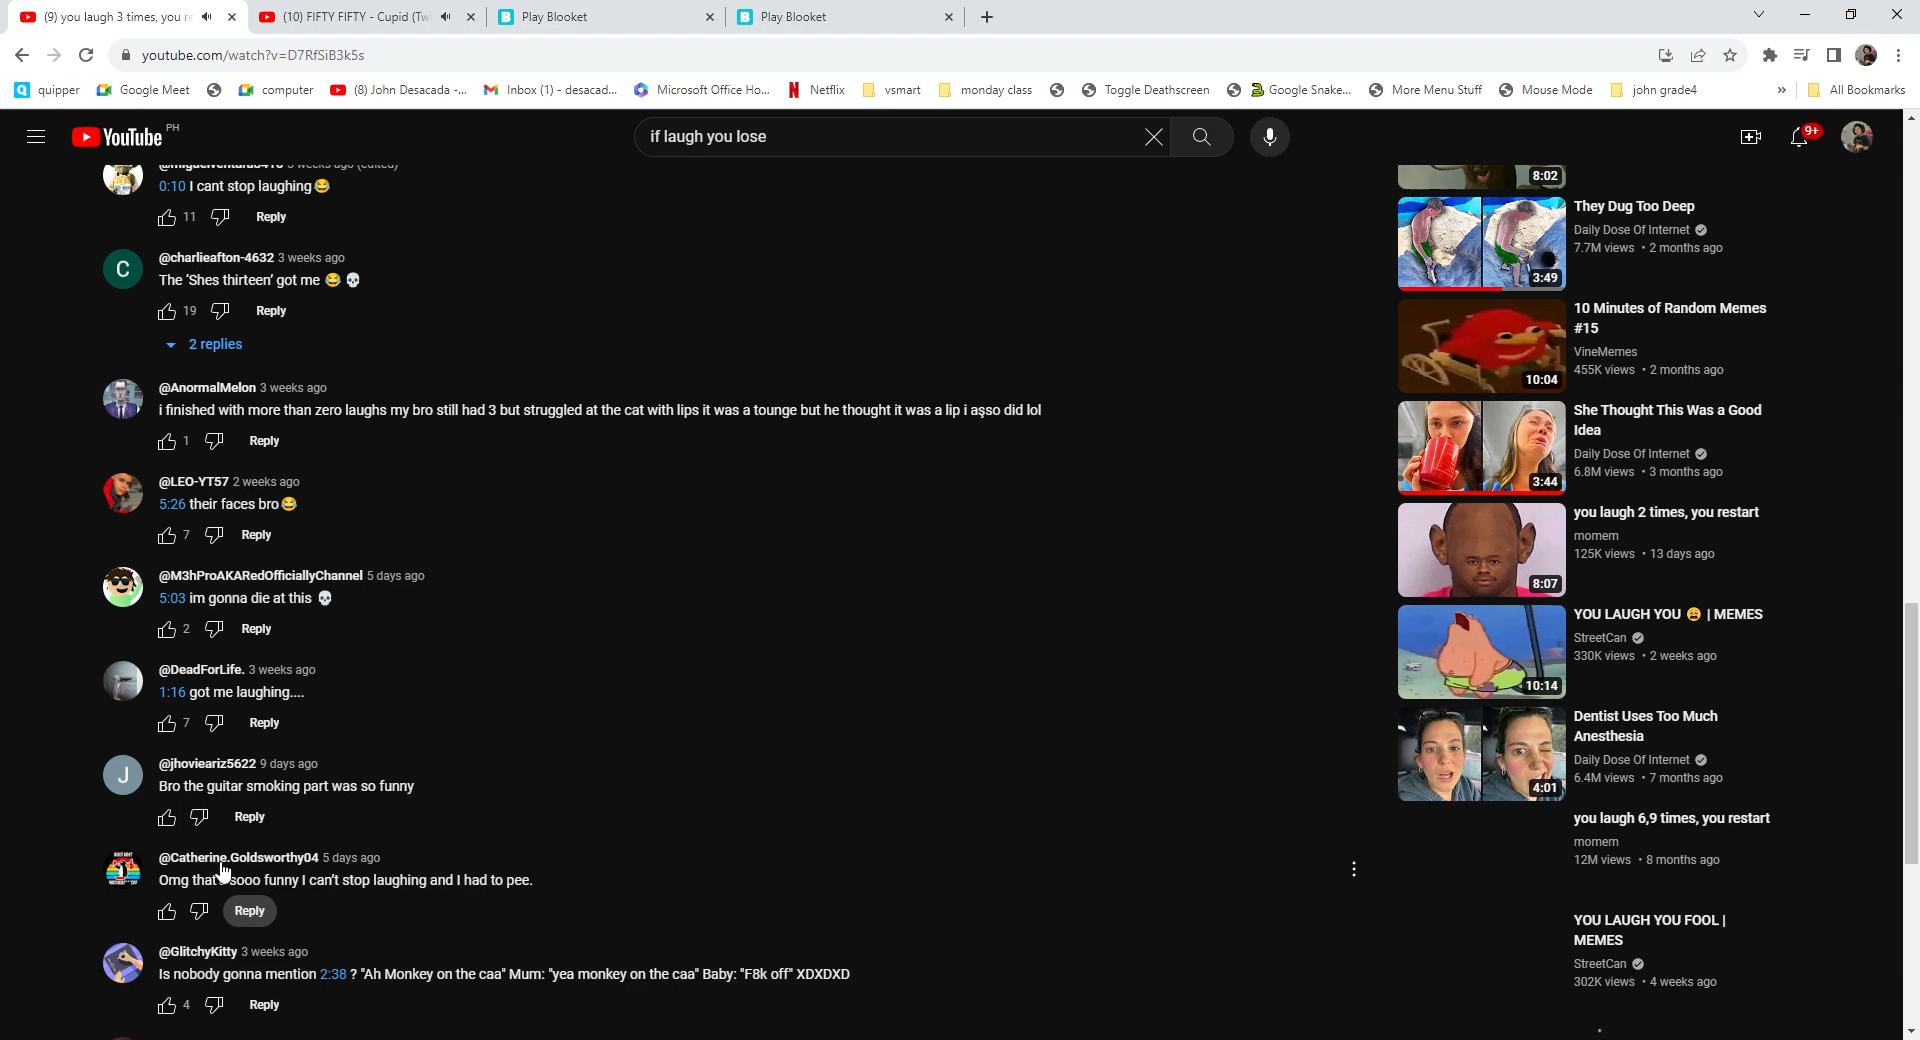 (9) you laugh 3 times, you re
(10) FIFTY FIFTY - Cupid (Twi
Play Blooket
Play Blooket
youtube.com/watch?v=D7RfSiB3k5s
quipper
Google Meet
computer
(8) John Desacada -...
Inbox (1) - desacad...
Microsoft Office Ho...
Netflix
vsmart
monday class
Toggle Deathscreen
Google Snake...
More Menu Stuff
Mouse Mode
john grade4
»
All Bookmarks
YouTube PH
if laugh you lose
9+
0:10 I cant stop laughing😂
11 Reply
@charlieafton-4632 3 weeks ago
The ‘Shes thirteen’ got me 😂💀
19 Reply
2 replies
@AnormalMelon 3 weeks ago
i finished with more than zero laughs my bro still had 3 but struggled at the cat with lips it was a tounge but he thought it was a lip i aşso did lol
1 Reply
@LEO-YT57 2 weeks ago
5:26 their faces bro😂
7 Reply
@M3hProAKARedOfficiallyChannel 5 days ago
5:03 im gonna die at this 💀
2 Reply
@DeadForLife. 3 weeks ago
1:16 got me laughing....
7 Reply
@jhovieariz5622 9 days ago
Bro the guitar smoking part was so funny
Reply
@Catherine.Goldsworthy04 5 days ago
Omg that's sooo funny I can’t stop laughing and I had to pee.
Reply
@GlitchyKitty 3 weeks ago
Is nobody gonna mention 2:38 ? "Ah Monkey on the caa" Mum: "yea monkey on the caa" Baby: "F8k off" XDXDXD
4 Reply
8:02
They Dug Too Deep
Daily Dose Of Internet
7.7M views • 2 months ago
3:49
10 Minutes of Random Memes
#15
VineMemes
455K views • 2 months ago
10:04
She Thought This Was a Good
Idea
Daily Dose Of Internet
6.8M views • 3 months ago
3:44
you laugh 2 times, you restart
momem
125K views • 13 days ago
8:07
YOU LAUGH YOU 😩 | MEMES
StreetCan
330K views • 2 weeks ago
10:14
Dentist Uses Too Much
Anesthesia
Daily Dose Of Internet
6.4M views • 7 months ago
4:01
you laugh 6,9 times, you restart
momem
12M views • 8 months ago
YOU LAUGH YOU FOOL |
MEMES
StreetCan
302K views • 4 weeks ago